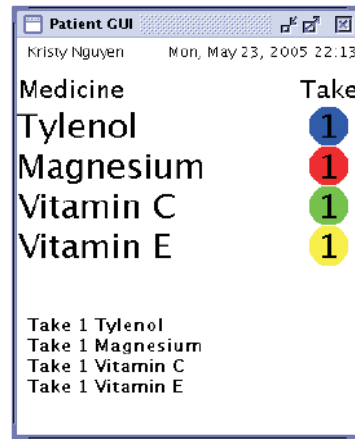 Patient GUI
Kristy Nguyen Mon, May 23, 2005 22:13
Medicine Take
Tylenol 1
Magnesium 1
Vitamin C 1
Vitamin E 1
Take 1 Tylenol
Take 1 Magnesium
Take 1 Vitamin C
Take 1 Vitamin E